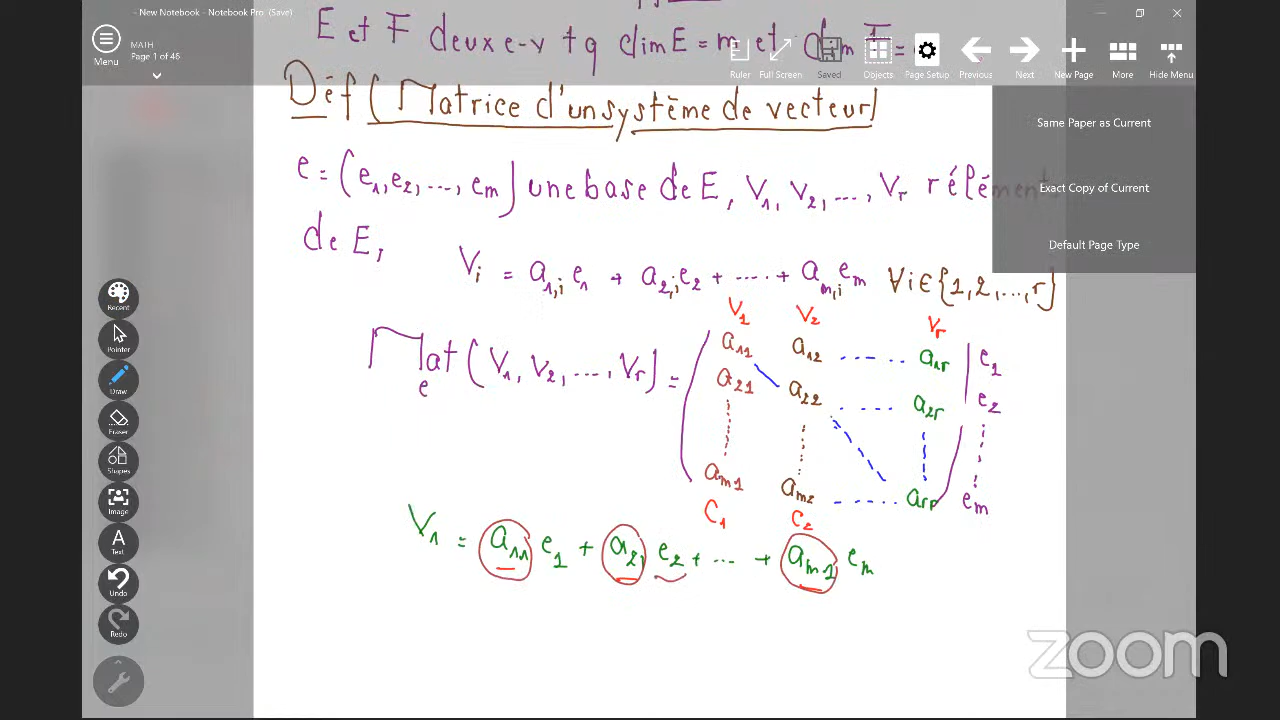 - New Notebook - Notebook Pro (Save)
Menu
MATH
Page 1 of 46
Ruler Full Screen Saved Objects Page Setup Previous Next New Page More Hide Menu
Same Paper as Current
Exact Copy of Current
Default Page Type
Recent
Pointer
Draw
Eraser
Shapes
Image
Text
Undo
Redo
E et F deux e-v tq dim E = m et dim F =
Déf (Matrice d'un système de vecteur)
e = (e1, e2, ..., em) une base de E, V1, V2, ..., Vr r élément
de E,
Vi = a1,i e1 + a2,i e2 + ..... + am,i em ∀i∈{1,2,...,r}
V1 V2 Vr
a11 a12 ..... a1r e1
Mat e (V1, V2, ..., Vr) =
a21 a22 ..... a2r e2
am1 am2 ..... arr em
C1 C2
V1 = a11 e1 + a21 e2 + ... + am1 em
zoom